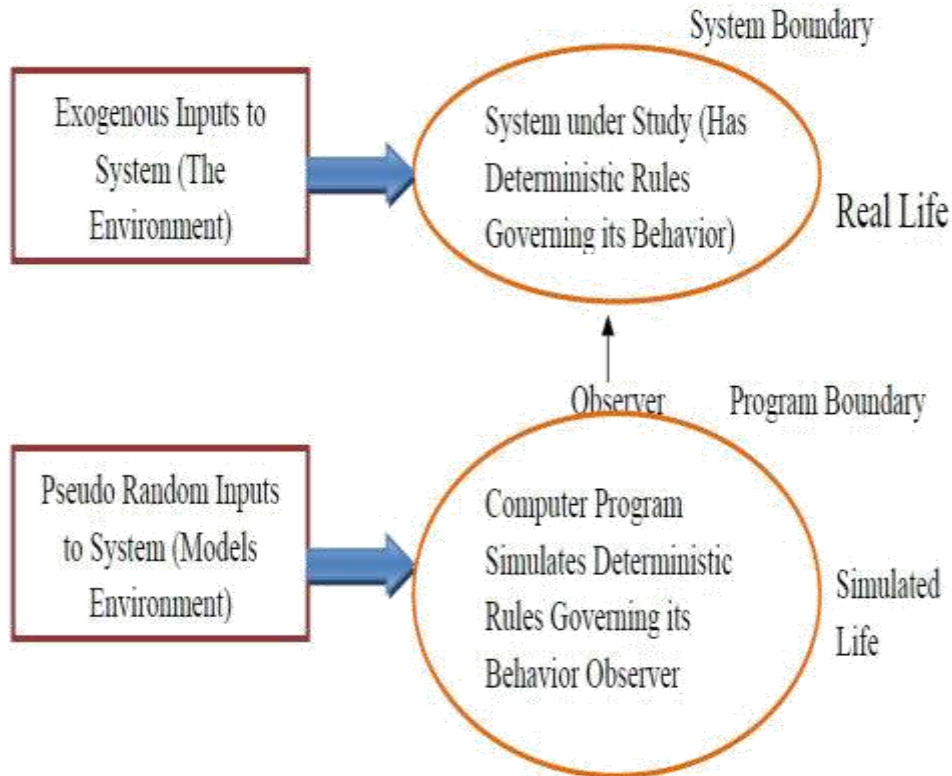 System Boundary
Exogenous Inputs to
System (The
Environment)
System under Study (Has
Deterministic Rules
Governing its Behavior)
Real Life
Observer
Program Boundary
Pseudo Random Inputs
to System (Models
Environment)
Computer Program
Simulates Deterministic
Rules Governing its
Behavior Observer
Simulated
Life